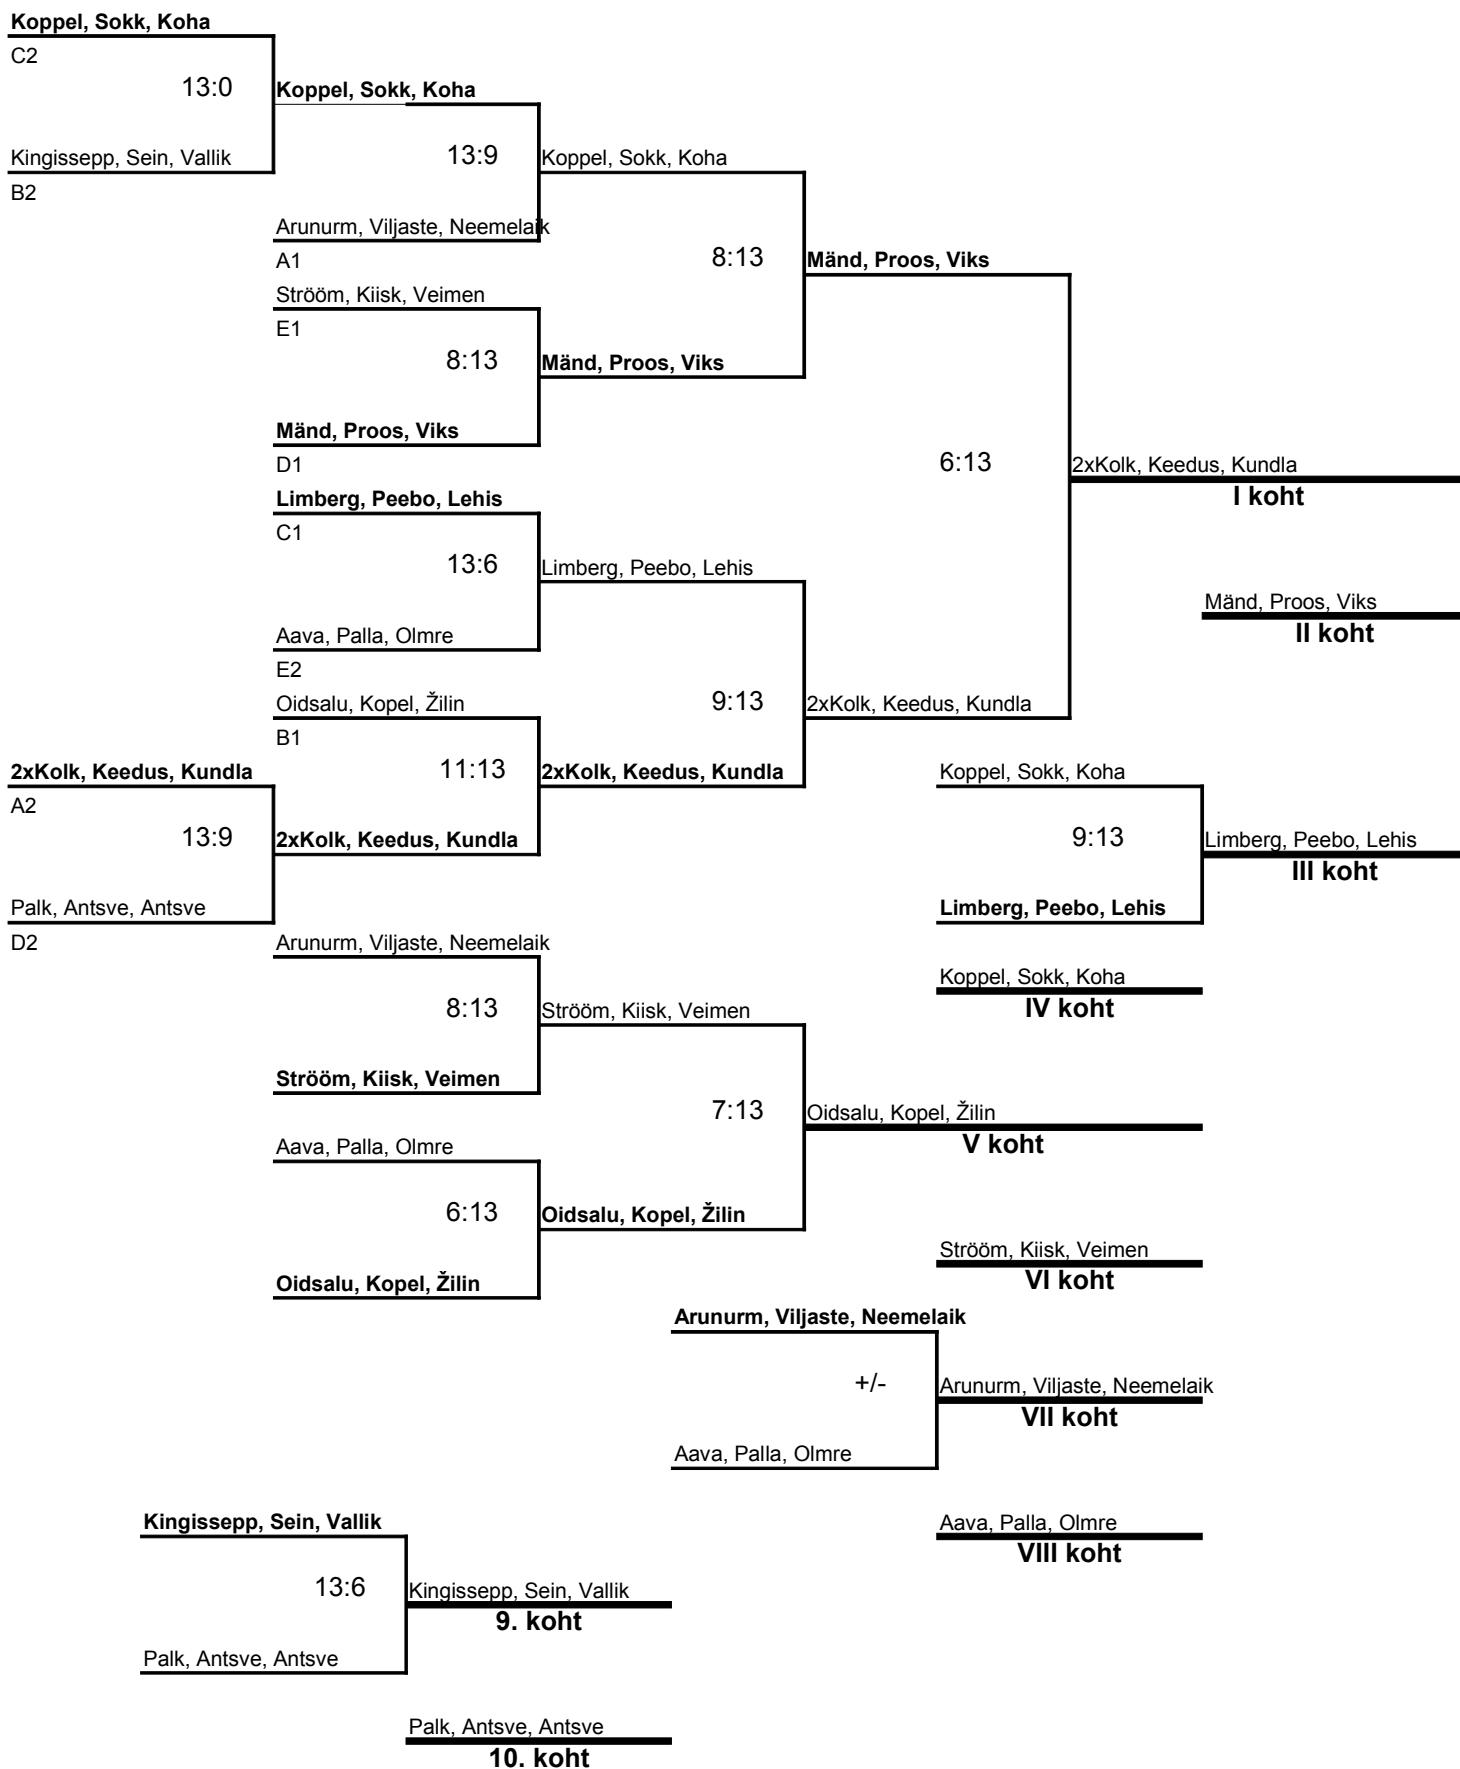 Koppel, Sokk, Koha
C2
13:0
Koppel, Sokk, Koha
Kingissepp, Sein, Vallik
13:9
Koppel, Sokk, Koha
B2
Arunurm, Viljaste, Neemelaik
A1
8:13
Mänd, Proos, Viks
Strööm, Kiisk, Veimen
E1
8:13
Mänd, Proos, Viks
Mänd, Proos, Viks
D1
6:13
2xKolk, Keedus, Kundla
I koht
Limberg, Peebo, Lehis
C1
13:6
Limberg, Peebo, Lehis
Mänd, Proos, Viks
II koht
Aava, Palla, Olmre
E2
Oidsalu, Kopel, Žilin
9:13
2xKolk, Keedus, Kundla
B1
2xKolk, Keedus, Kundla
11:13
2xKolk, Keedus, Kundla
Koppel, Sokk, Koha
A2
13:9
2xKolk, Keedus, Kundla
9:13
Limberg, Peebo, Lehis
III koht
Palk, Antsve, Antsve
Limberg, Peebo, Lehis
D2
Arunurm, Viljaste, Neemelaik
Koppel, Sokk, Koha
IV koht
8:13
Strööm, Kiisk, Veimen
Strööm, Kiisk, Veimen
7:13
Oidsalu, Kopel, Žilin
V koht
Aava, Palla, Olmre
6:13
Oidsalu, Kopel, Žilin
Strööm, Kiisk, Veimen
VI koht
Oidsalu, Kopel, Žilin
Arunurm, Viljaste, Neemelaik
+/-
Arunurm, Viljaste, Neemelaik
VII koht
Aava, Palla, Olmre
Kingissepp, Sein, Vallik
Aava, Palla, Olmre
VIII koht
13:6
Kingissepp, Sein, Vallik
9. koht
Palk, Antsve, Antsve
Palk, Antsve, Antsve
10. koht